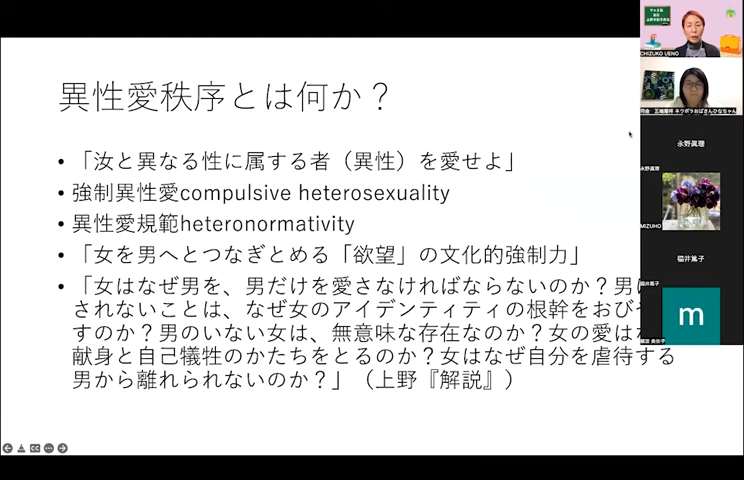 異性愛秩序とは何か？
• 「汝と異なる性に属する者（異性）を愛せよ」
• 強制異性愛compulsive heterosexuality
• 異性愛規範heteronormativity
• 「女を男へとつなぎとめる「欲望」の文化的強制力」
• 「女はなぜ男を、男だけを愛さなければならないのか？男に
されないことは、なぜ女のアイデンティティの根幹をおびや
すのか？男のいない女は、無意味な存在なのか？女の愛はな
献身と自己犠牲のかたちをとるのか？女はなぜ自分を虐待する
男から離れられないのか？」（上野『解説』）
CHIZUKO UENO
永野眞理
永野眞理
MIZUHO
福井篤子
福井篤子
m